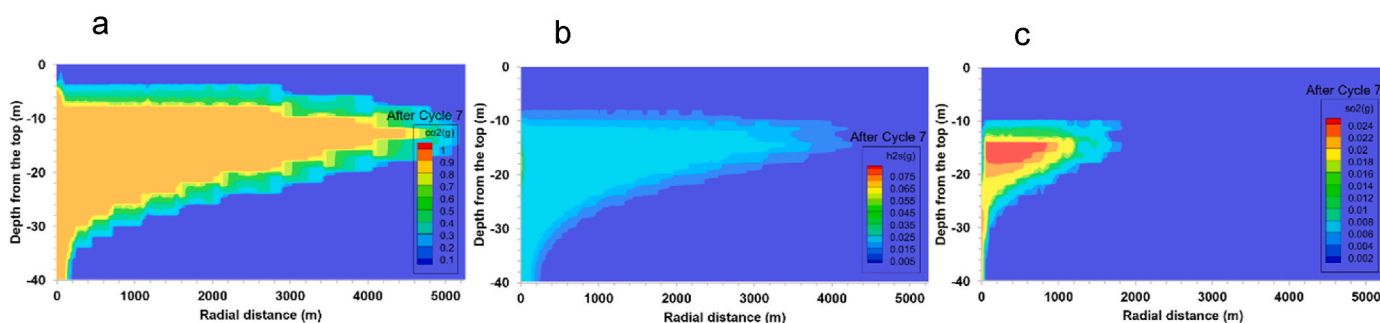 a
b
c
0
-10
-20
-30
-40
Depth from the top (m)
0 1000 2000 3000 4000 5000
Radial distance (m)
After Cycle 7
co2(g)
1
0.9
0.8
0.7
0.6
0.5
0.4
0.3
0.2
0.1
0
-10
-20
-30
-40
Depth from the top (m)
0 1000 2000 3000 4000 5000
Radial distance (m)
After Cycle 7
h2s(g)
0.075
0.065
0.055
0.045
0.035
0.025
0.015
0.005
0
-10
-20
-30
-40
Depth from the top (m)
0 1000 2000 3000 4000 5000
Radial distance (m)
After Cycle 7
so2(g)
0.024
0.022
0.02
0.018
0.016
0.014
0.012
0.01
0.008
0.006
0.004
0.002